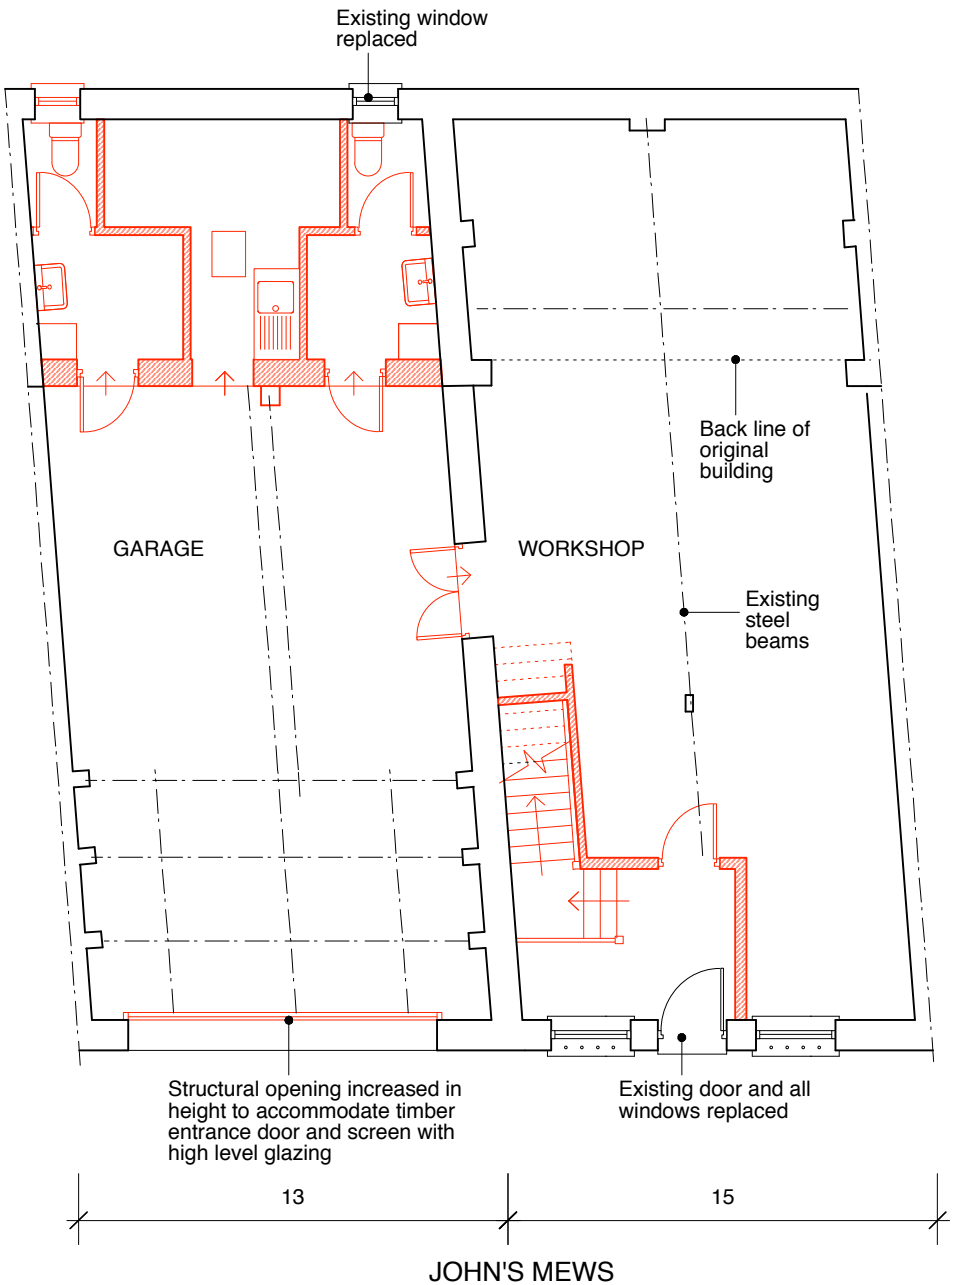 Existing window
replaced
Back line of
original
building
GARAGE
WORKSHOP
Existing
steel
beams
Structural opening increased in
height to accommodate timber
entrance door and screen with
high level glazing
Existing door and all
windows replaced
13
15
JOHN'S MEWS